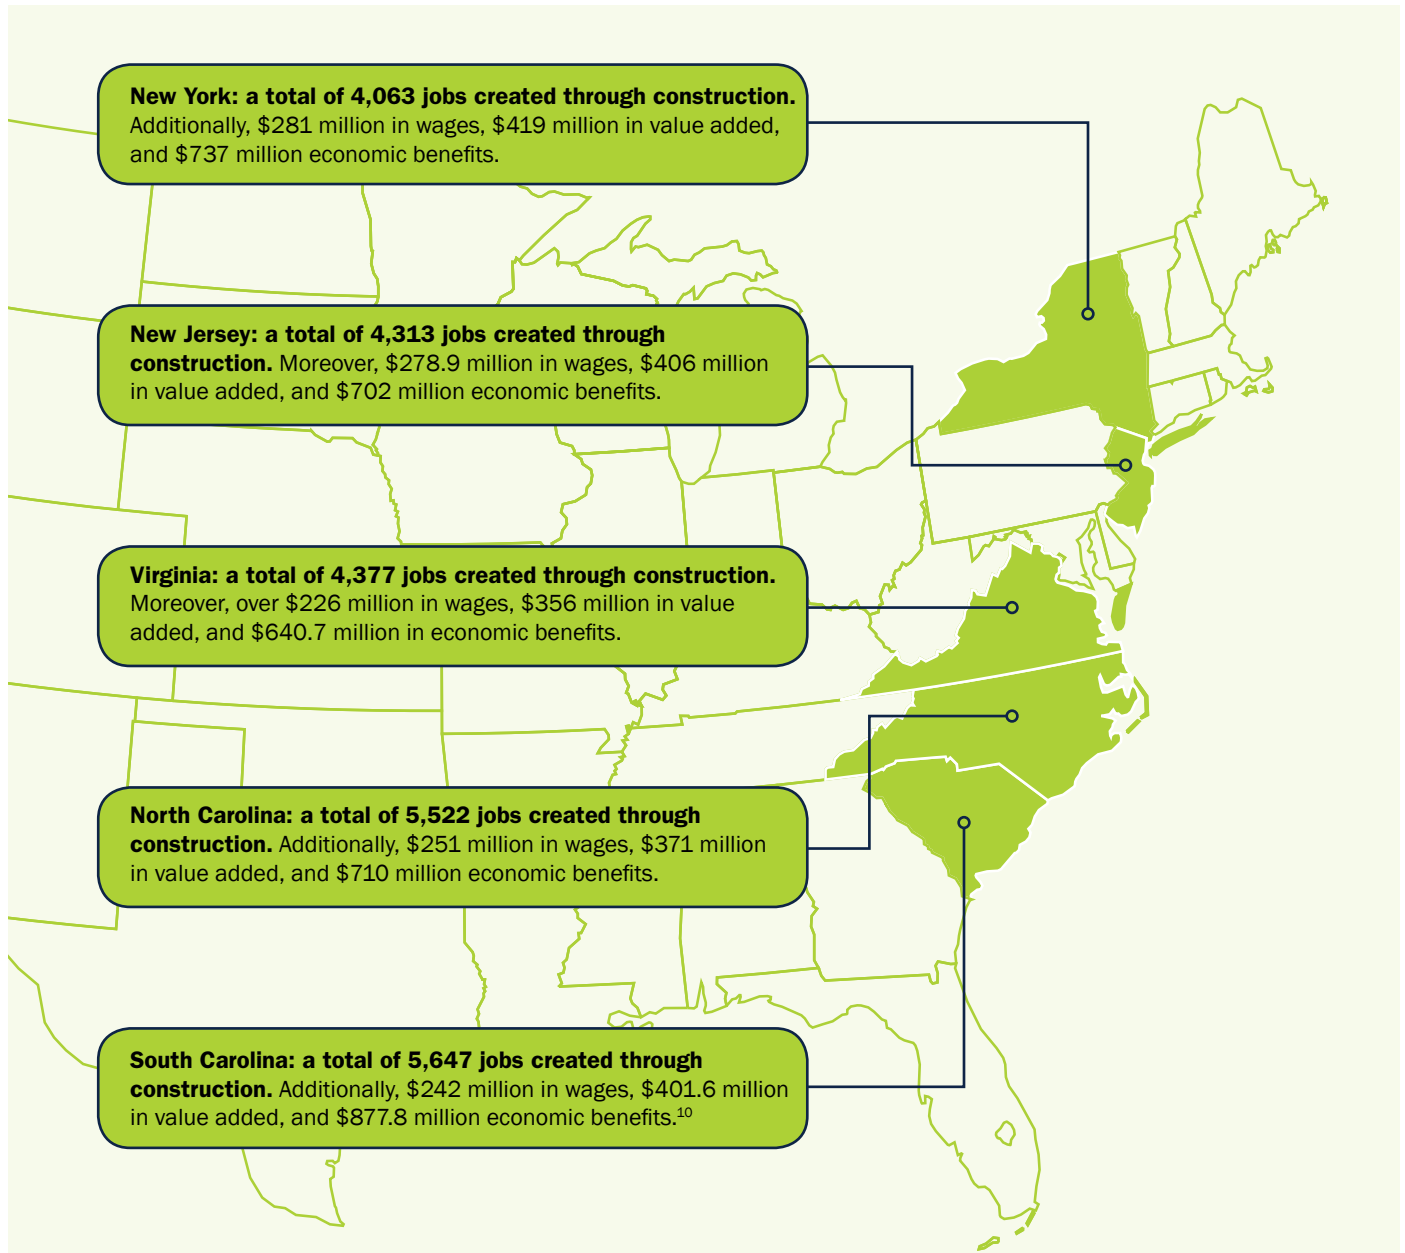 New York: a total of 4,063 jobs created through construction.
Additionally, $281 million in wages, $419 million in value added,
and $737 million economic benefits.
New Jersey: a total of 4,313 jobs created through
construction. Moreover, $278.9 million in wages, $406 million
in value added, and $702 million economic benefits.
Virginia: a total of 4,377 jobs created through construction.
Moreover, over $226 million in wages, $356 million in value
added, and $640.7 million in economic benefits.
North Carolina: a total of 5,522 jobs created through
construction. Additionally, $251 million in wages, $371 million
in value added, and $710 million economic benefits.
South Carolina: a total of 5,647 jobs created through
construction. Additionally, $242 million in wages, $401.6 million
in value added, and $877.8 million economic benefits.¹⁰